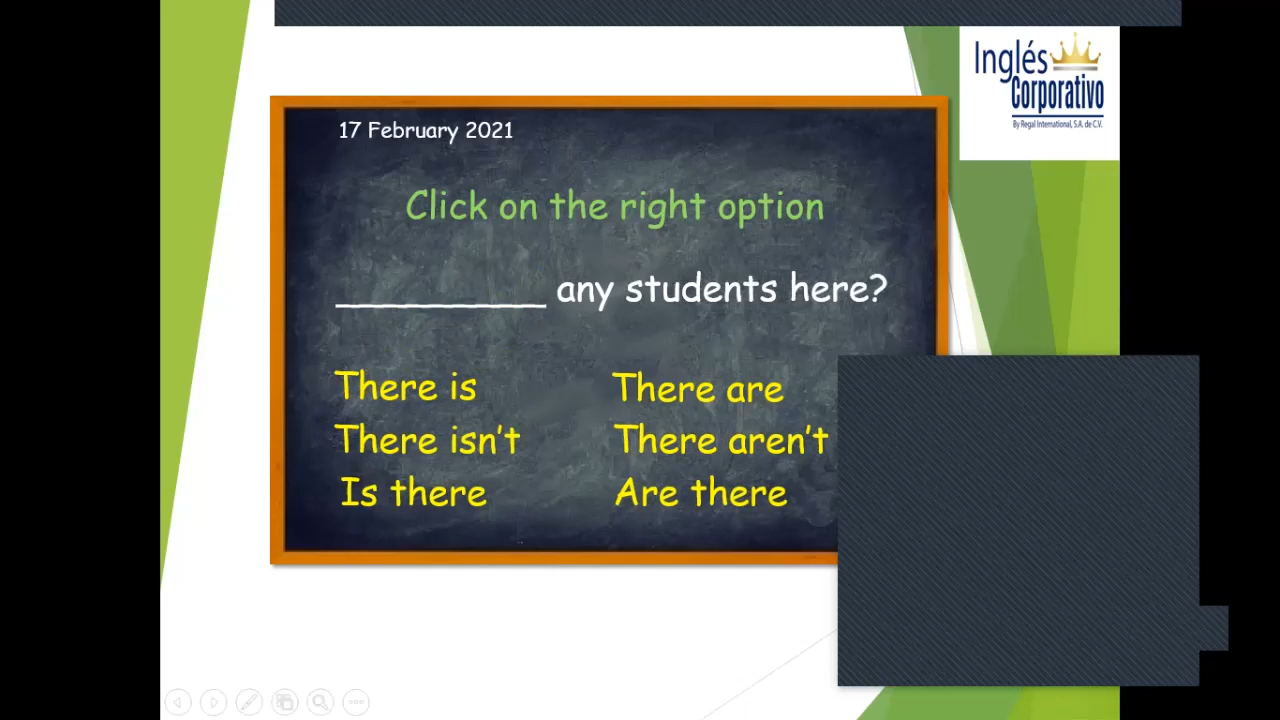 Inglés
Corporativo
By Regal International, S.A. de C.V.
17 February 2021
Click on the right option
__________ any students here?
There is
There are
There isn't
There aren't
Is there
Are there